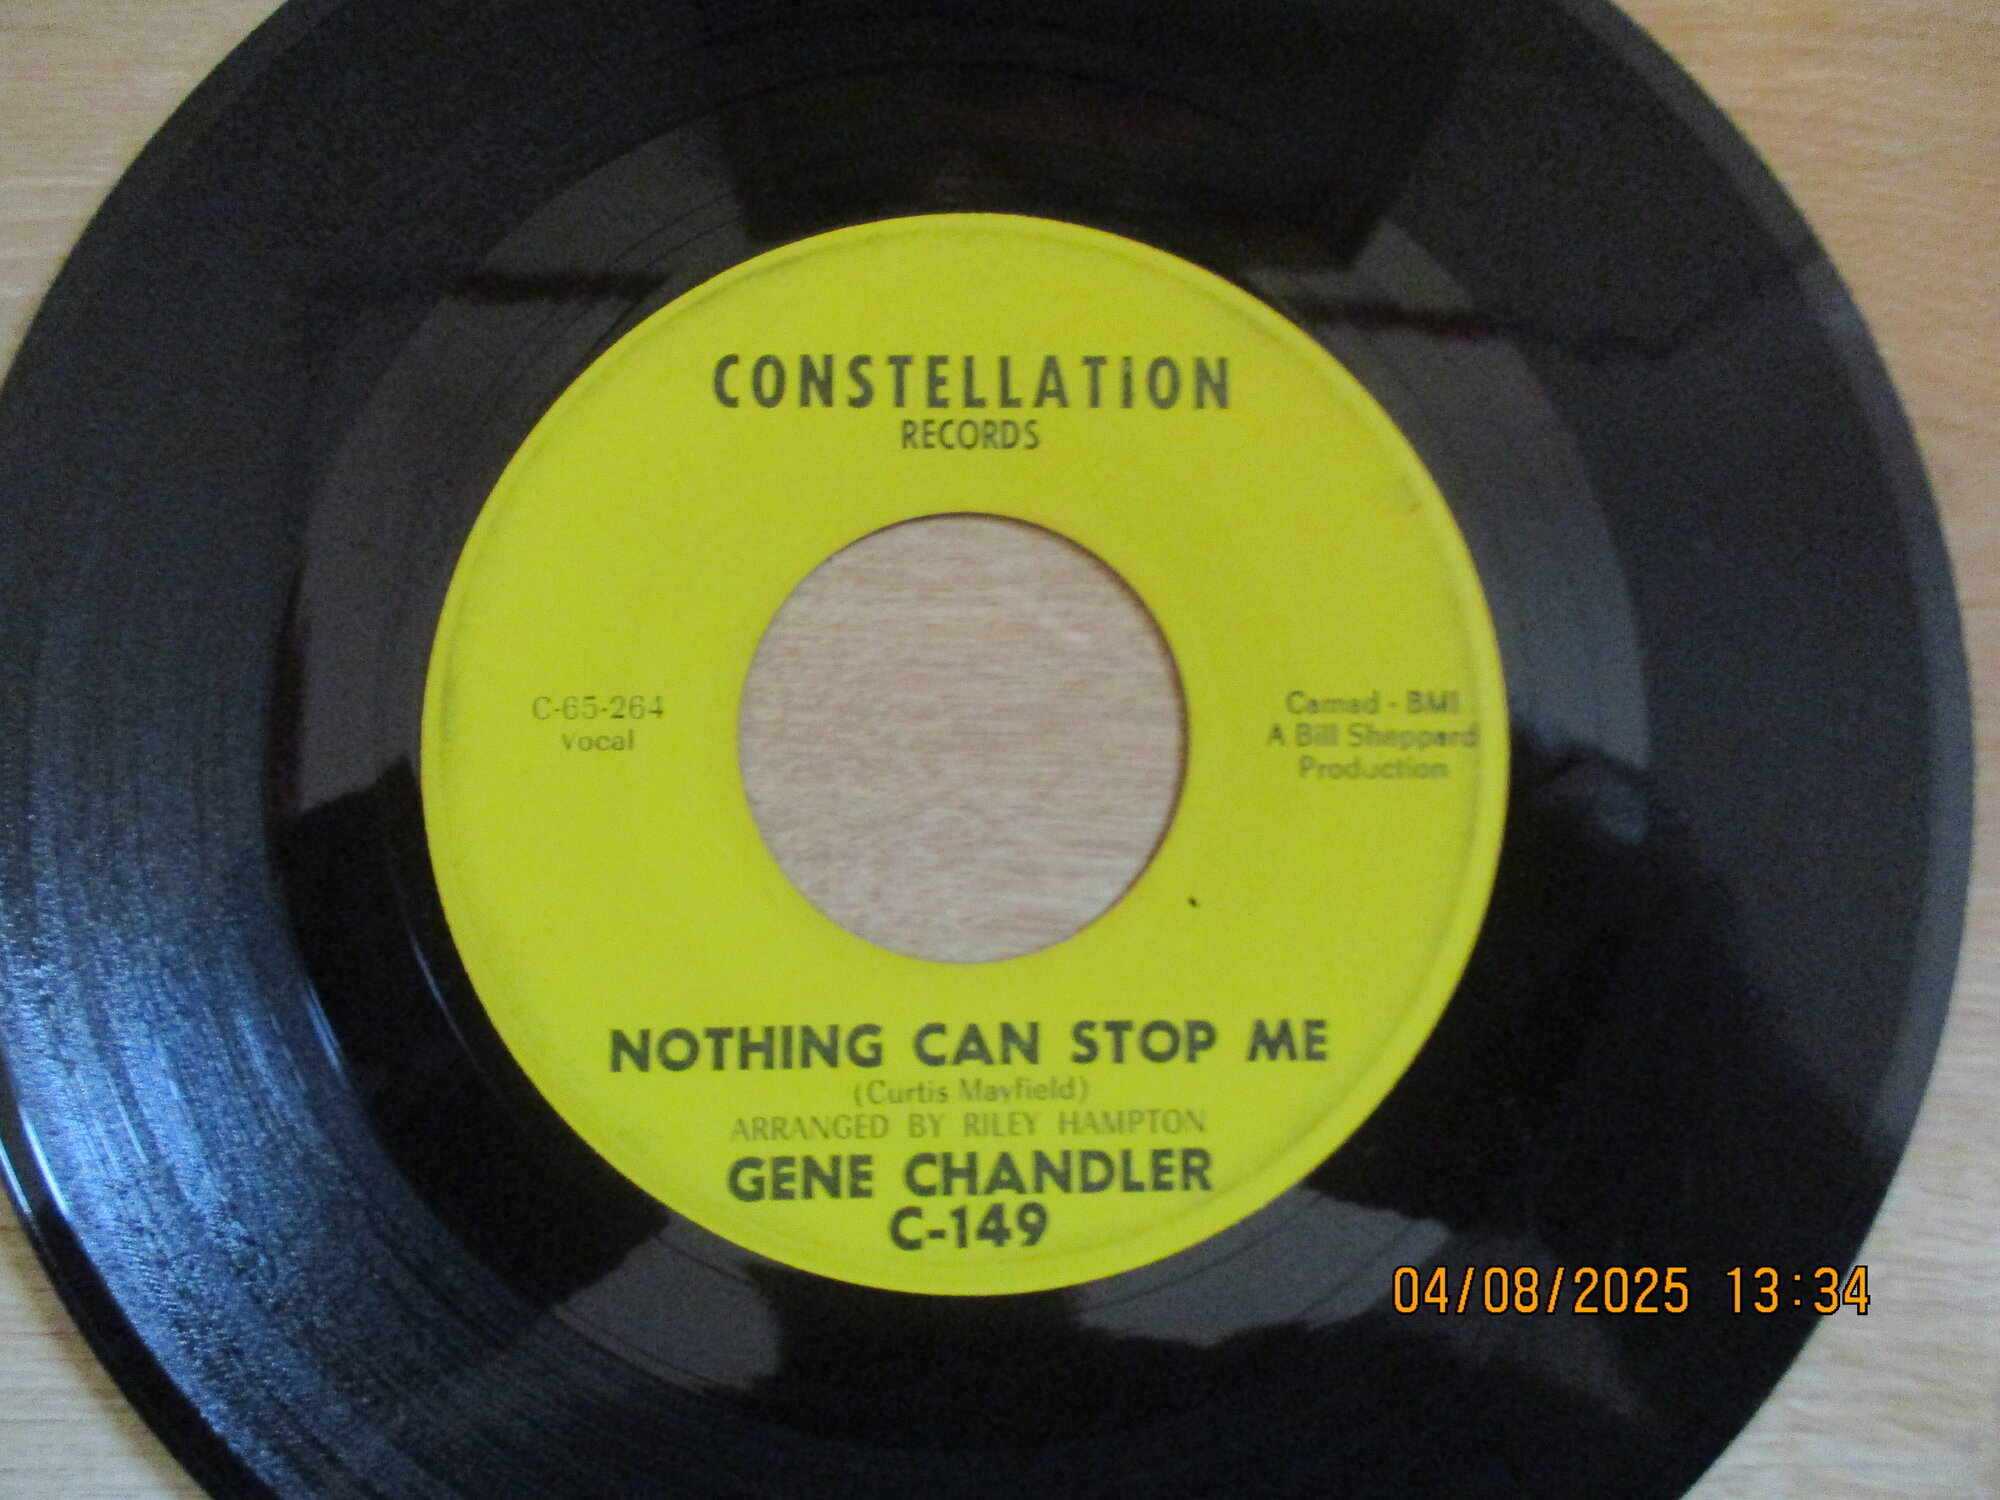 CONSTELLATION
RECORDS
C-65-264
Vocal
Camad - BMI
A Bill Sheppard
Production
NOTHING CAN STOP ME
(Curtis Mayfield)
ARRANGED BY RILEY HAMPTON
GENE CHANDLER
C-149
04/08/2025 13:34